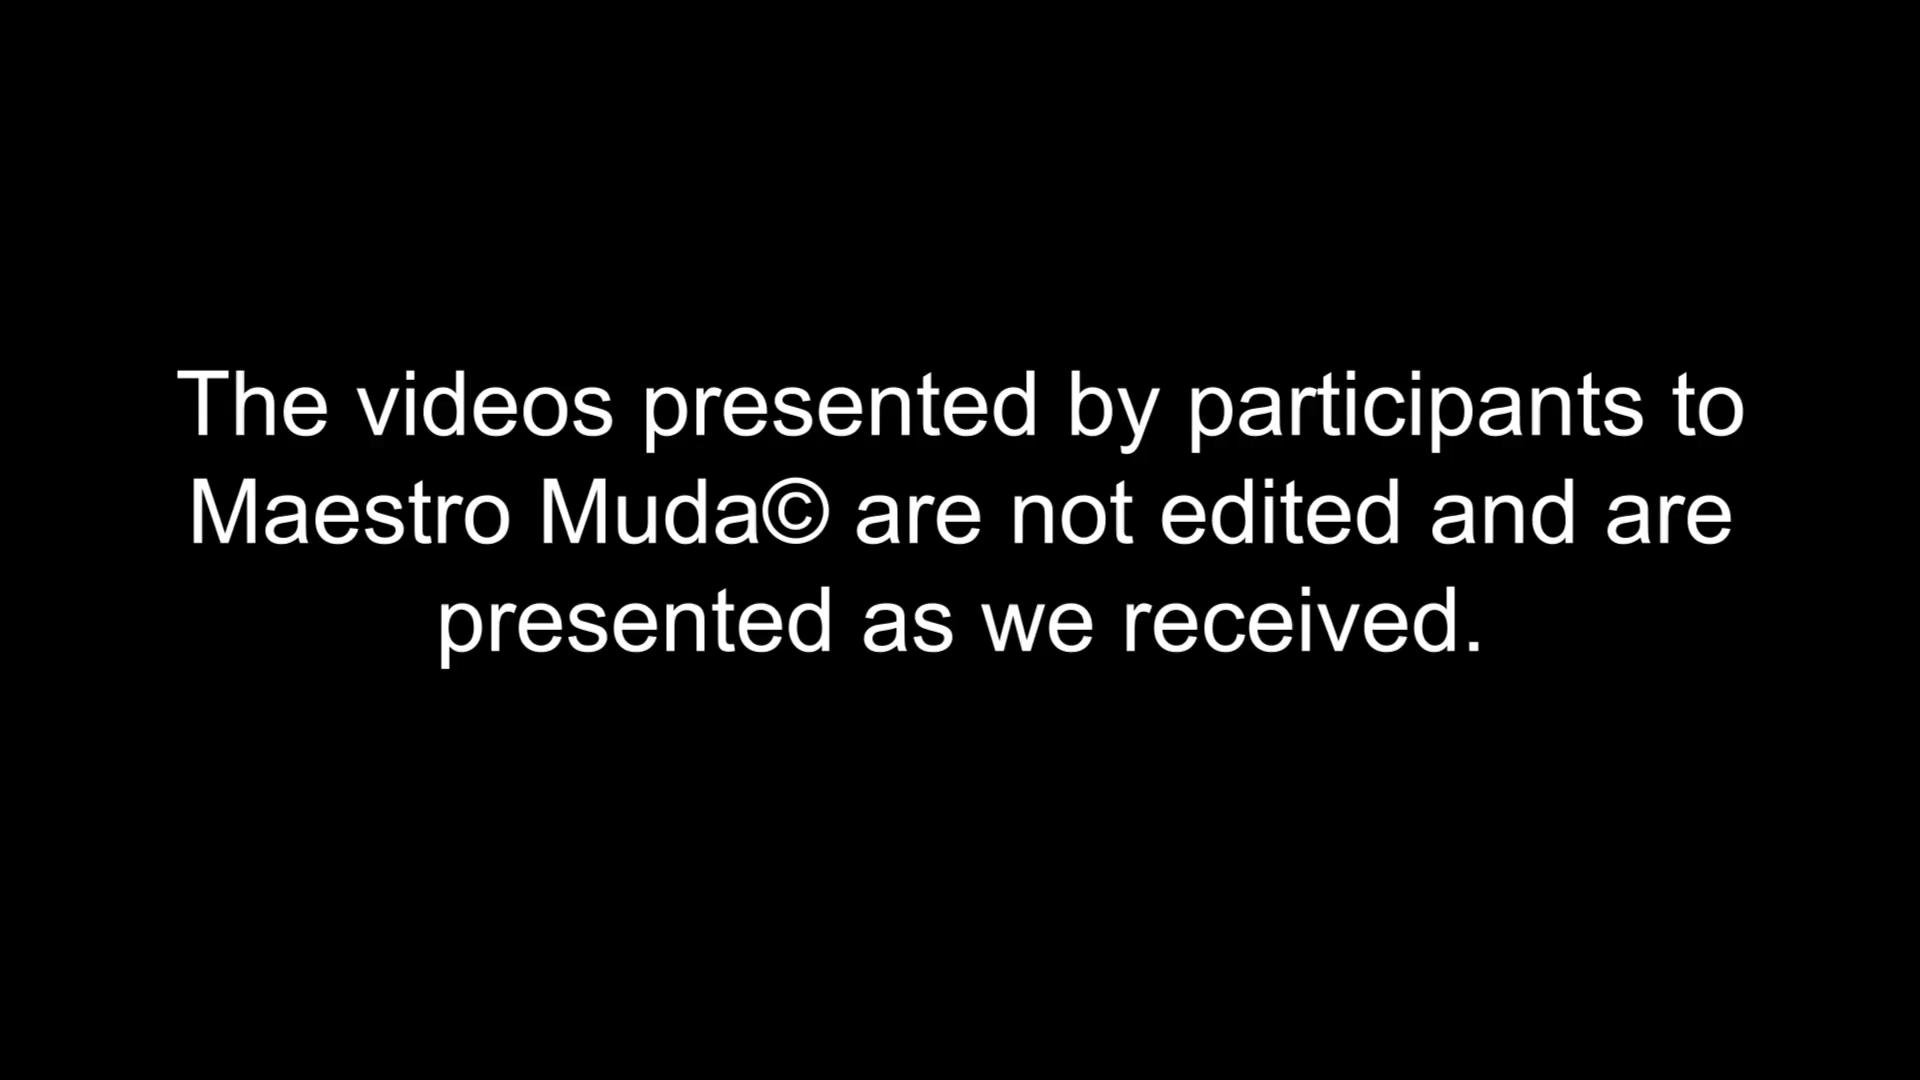 The videos presented by participants to
Maestro Muda© are not edited and are
presented as we received.